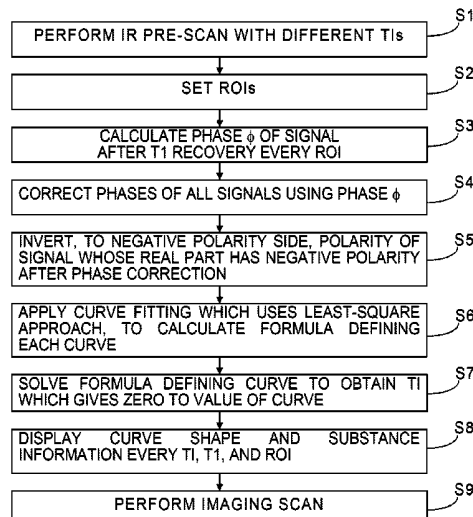 S1
PERFORM IR PRE-SCAN WITH DIFFERENT TIs
S2
SET ROIs
S3
CALCULATE PHASE ϕ OF SIGNAL
AFTER T1 RECOVERY EVERY ROI
S4
CORRECT PHASES OF ALL SIGNALS USING PHASE ϕ
S5
INVERT, TO NEGATIVE POLARITY SIDE, POLARITY OF
SIGNAL WHOSE REAL PART HAS NEGATIVE POLARITY
AFTER PHASE CORRECTION
S6
APPLY CURVE FITTING WHICH USES LEAST-SQUARE
APPROACH, TO CALCULATE FORMULA DEFINING
EACH CURVE
S7
SOLVE FORMULA DEFINING CURVE TO OBTAIN TI
WHICH GIVES ZERO TO VALUE OF CURVE
S8
DISPLAY CURVE SHAPE AND SUBSTANCE
INFORMATION EVERY TI, T1, AND ROI
S9
PERFORM IMAGING SCAN